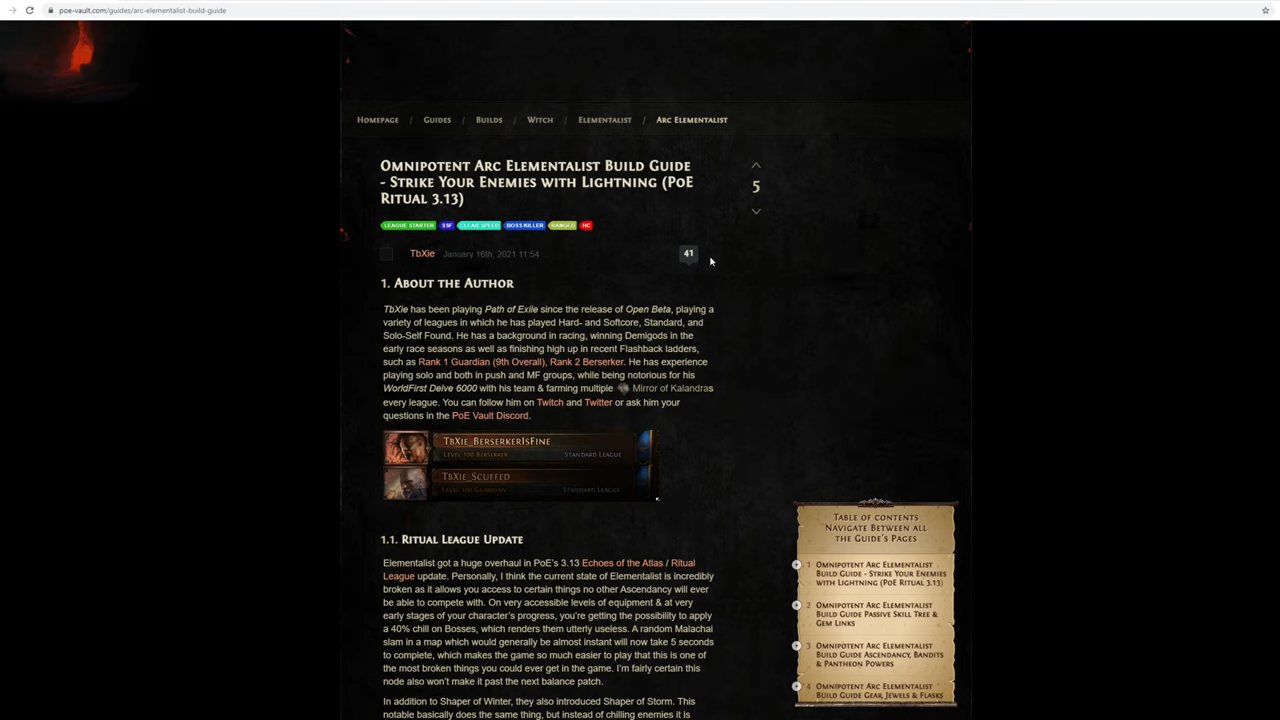 poe-vault.com/guides/arc-elementalist-build-guide
Homepage / Guides / Builds / Witch / Elementalist / Arc Elementalist
Omnipotent Arc Elementalist Build Guide
- Strike Your Enemies with Lightning (PoE
Ritual 3.13)
5
LEAGUE STARTER SSF CLEAR SPEED BOSS KILLER RANGED HC
TbXie January 16th, 2021 11:54
41
1. About the Author
TbXie has been playing Path of Exile since the release of Open Beta, playing a
variety of leagues in which he has played Hard- and Softcore, Standard, and
Solo-Self Found. He has a background in racing, winning Demigods in the
early race seasons as well as finishing high up in recent Flashback ladders,
such as Rank 1 Guardian (9th Overall), Rank 2 Berserker. He has experience
playing solo and both in push and MF groups, while being notorious for his
WorldFirst Delve 6000 with his team & farming multiple Mirror of Kalandras
every league. You can follow him on Twitch and Twitter or ask him your
questions in the PoE Vault Discord.
TbXie_BerserkerIsFine
Level 100 Berserker Standard League
TbXie_Scuffed
Level 100 Guardian Standard League
1.1. Ritual League Update
Elementalist got a huge overhaul in PoE's 3.13 Echoes of the Atlas / Ritual
League update. Personally, I think the current state of Elementalist is incredibly
broken as it allows you access to certain things no other Ascendancy will ever
be able to compete with. On very accessible levels of equipment & at very
early stages of your character's progress, you're getting the possibility to apply
a 40% chill on Bosses, which renders them utterly useless. A random Malachai
slam in a map which would generally be almost instant will now take 5 seconds
to complete, which makes the game so much easier to play that this is one of
the most broken things you could ever get in the game. I'm fairly certain this
node also won't make it past the next balance patch.
In addition to Shaper of Winter, they also introduced Shaper of Storm. This
notable basically does the same thing, but instead of chilling enemies it is
Table of contents
Navigate Between all
the Guide's Pages
1 Omnipotent Arc Elementalist
Build Guide - Strike Your Enemies
with Lightning (PoE Ritual 3.13)
2 Omnipotent Arc Elementalist
Build Guide Passive Skill Tree &
Gem Links
3 Omnipotent Arc Elementalist
Build Guide Ascendancy, Bandits
& Pantheon Powers
4 Omnipotent Arc Elementalist
Build Guide Gear, Jewels & Flasks